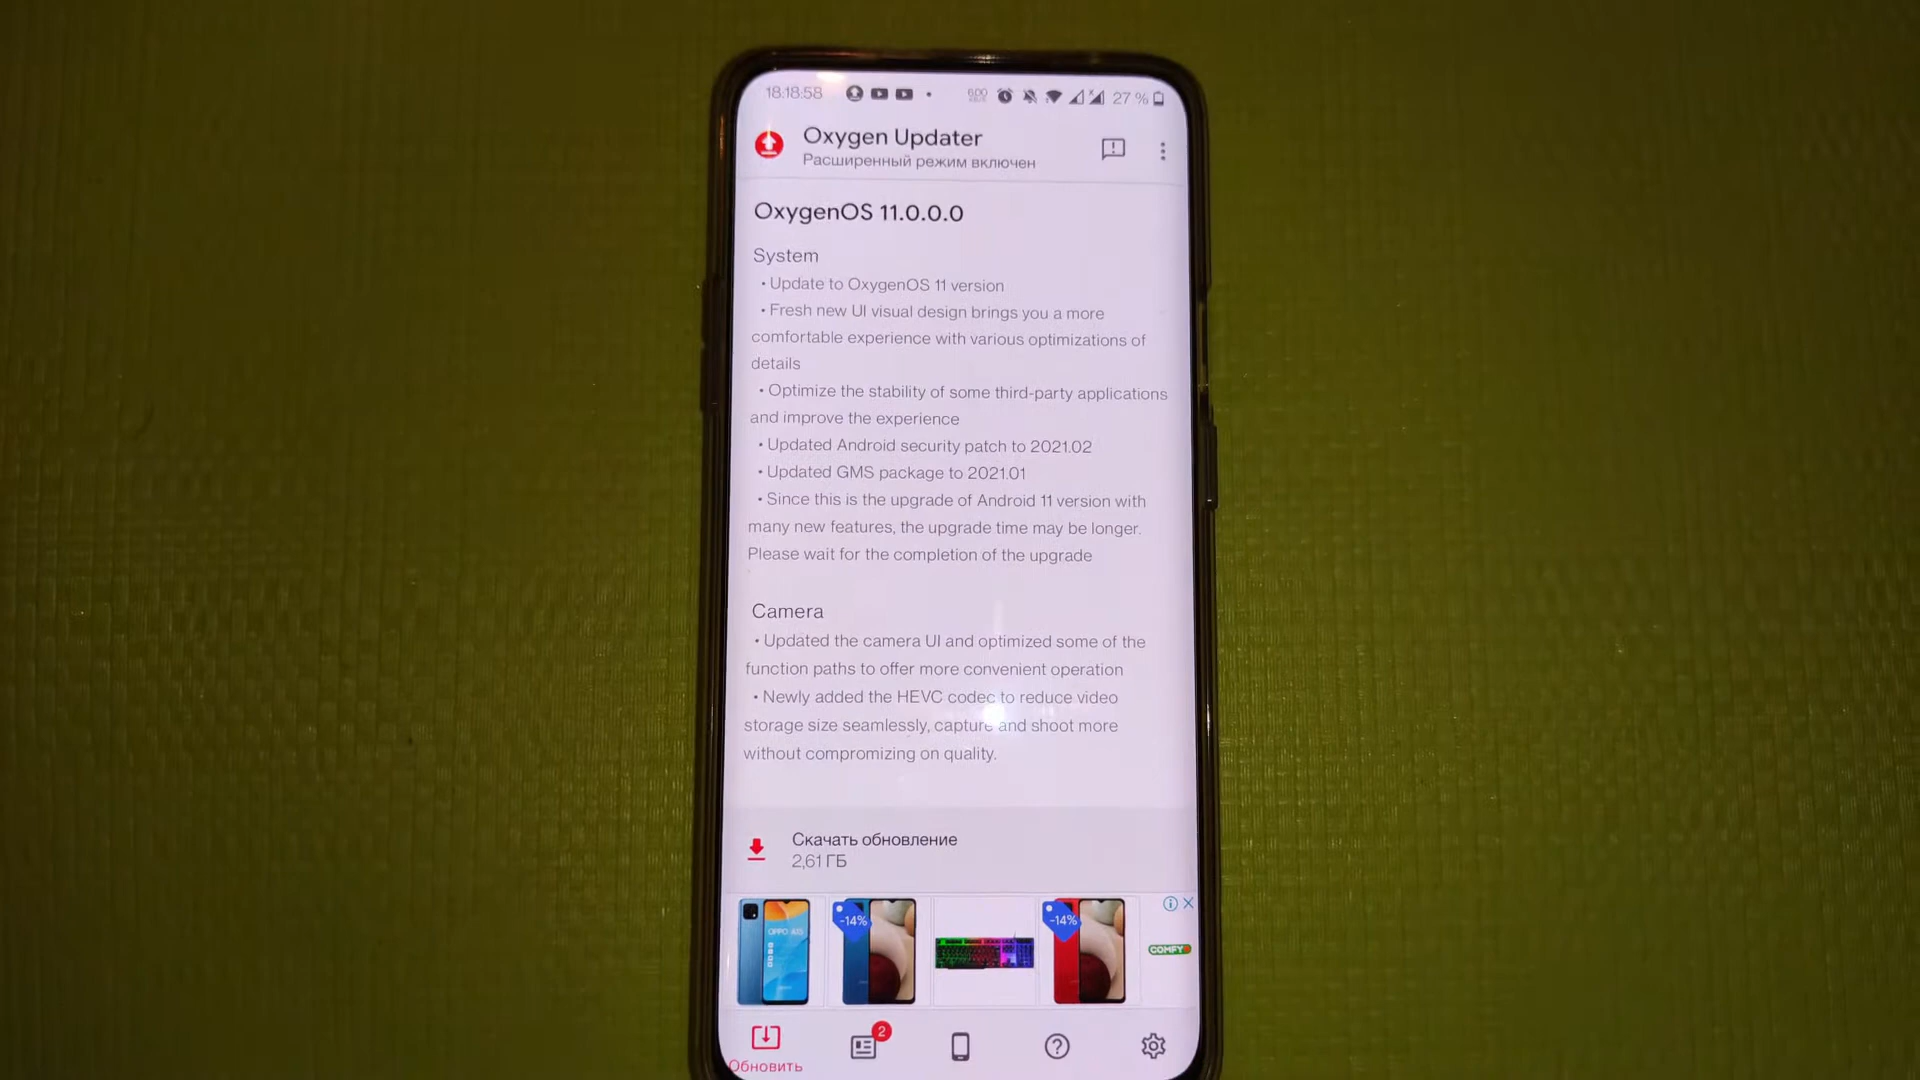 18:18:58
600
27 %
Oxygen Updater
Расширенный режим включен
OxygenOS 11.0.0.0
System
• Update to OxygenOS 11 version
• Fresh new UI visual design brings you a more
comfortable experience with various optimizations of
details
• Optimize the stability of some third-party applications
and improve the experience
• Updated Android security patch to 2021.02
• Updated GMS package to 2021.01
• Since this is the upgrade of Android 11 version with
many new features, the upgrade time may be longer.
Please wait for the completion of the upgrade
Camera
• Updated the camera UI and optimized some of the
function paths to offer more convenient operation
• Newly added the HEVC codec to reduce video
storage size seamlessly, capture and shoot more
without compromizing on quality.
Скачать обновление
2,61 ГБ
OPPO A15
-14%
-14%
COMFY
2
Обновить